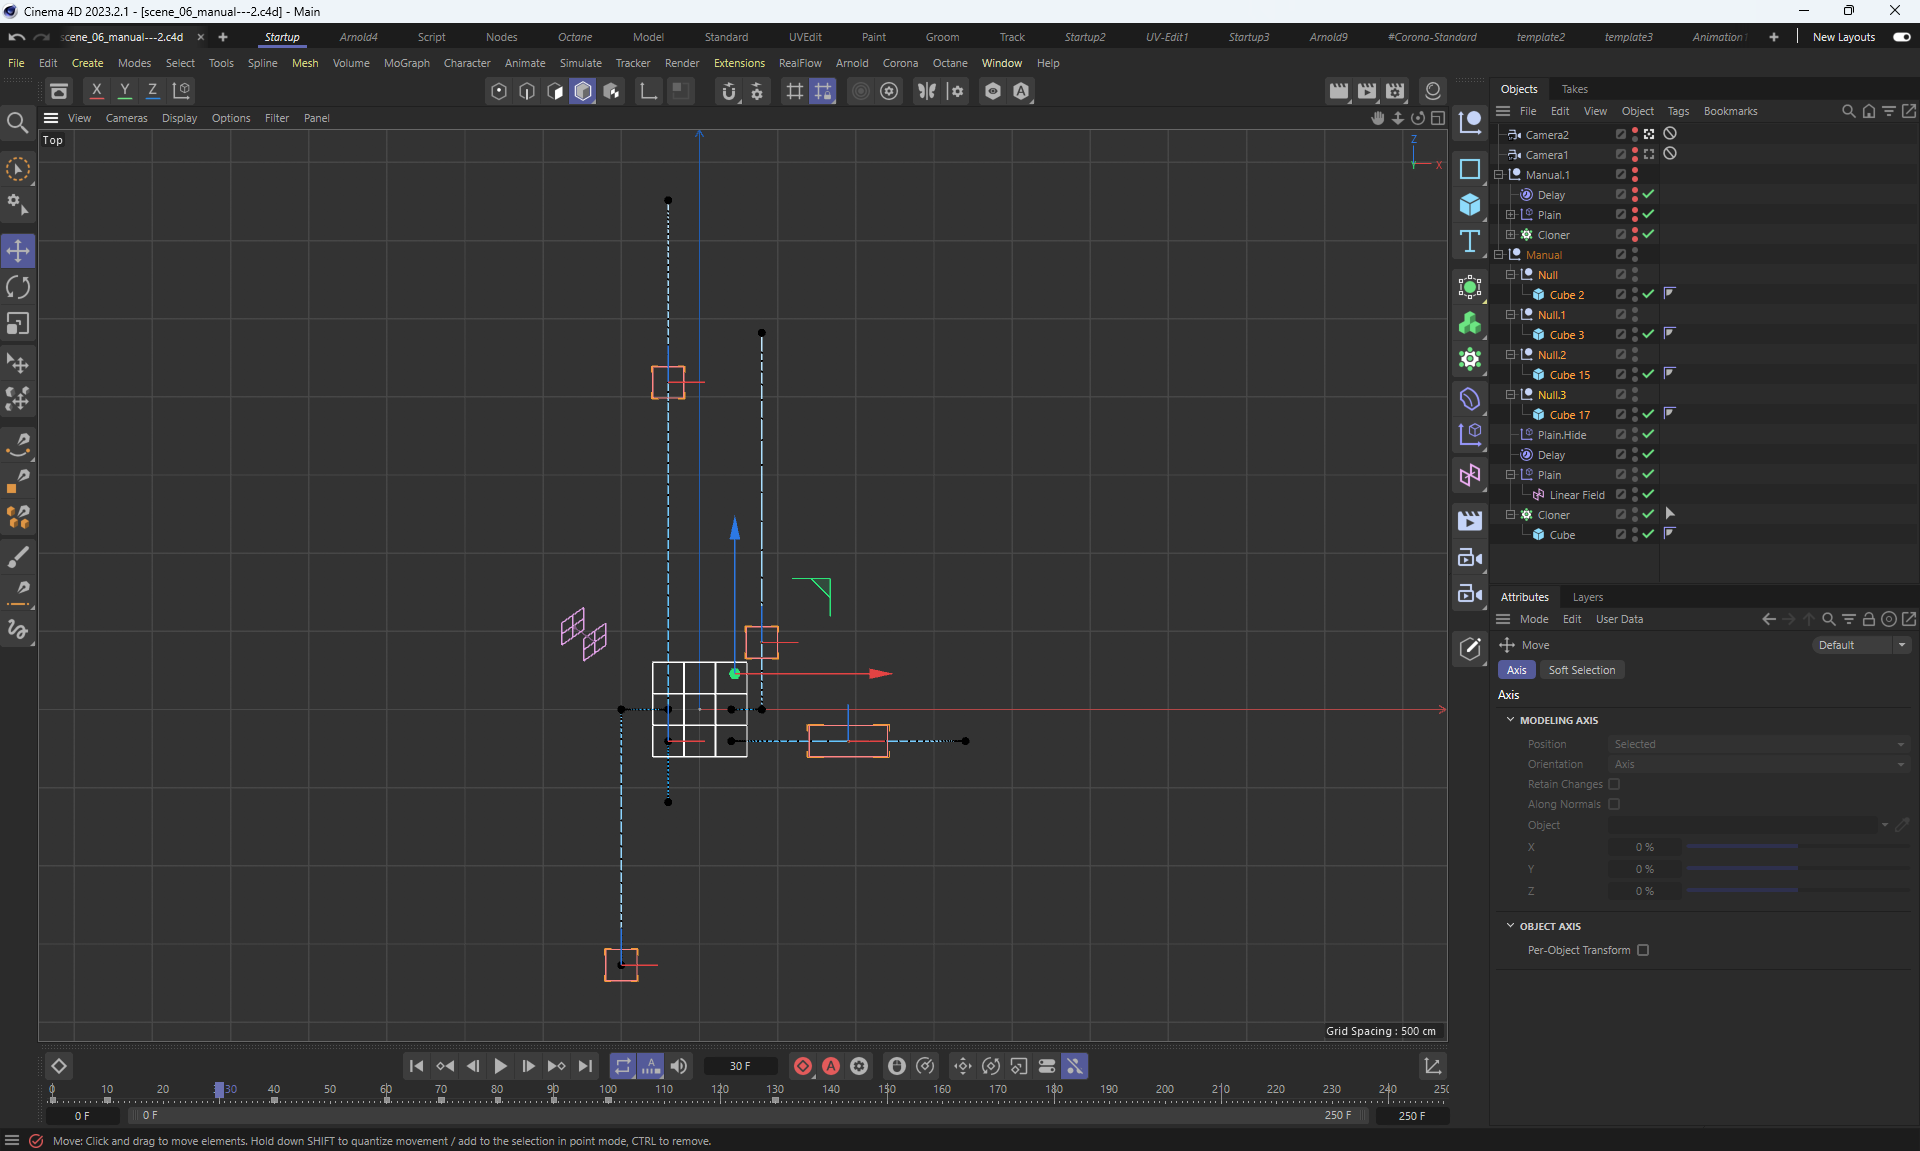 Cinema 4D 2023.2.1 - [scene_06_manual---2.c4d] - Main
scene_06_manual---2.c4d
Startup Arnold4 Script Nodes Octane Model Standard UVEdit Paint Groom Track Startup2 UV-Edit1 Startup3 Arnold9 #Corona-Standard template2 template3 Animation New Layouts
File Edit Create Modes Select Tools Spline Mesh Volume MoGraph Character Animate Simulate Tracker Render Extensions RealFlow Arnold Corona Octane Window Help
X Y Z
Objects Takes
File Edit View Object Tags Bookmarks
View Cameras Display Options Filter Panel
Top
Z
Y X
Camera2
Camera1
Manual.1
Delay
Plain
Cloner
Manual
Null
Cube 2
Null.1
Cube 3
Null.2
Cube 15
Null.3
Cube 17
Plain.Hide
Delay
Plain
Linear Field
Cloner
Cube
Attributes Layers
Mode Edit User Data
Move Default
Axis Soft Selection
Axis
MODELING AXIS
Position Selected
Orientation Axis
Retain Changes
Along Normals
Object
X 0 %
Y 0 %
Z 0 %
OBJECT AXIS
Per-Object Transform
Grid Spacing : 500 cm
30 F
0 10 20 30 40 50 60 70 80 90 100 110 120 130 140 150 160 170 180 190 200 210 220 230 240 250
0 F 0 F 250 F 250 F
Move: Click and drag to move elements. Hold down SHIFT to quantize movement / add to the selection in point mode, CTRL to remove.